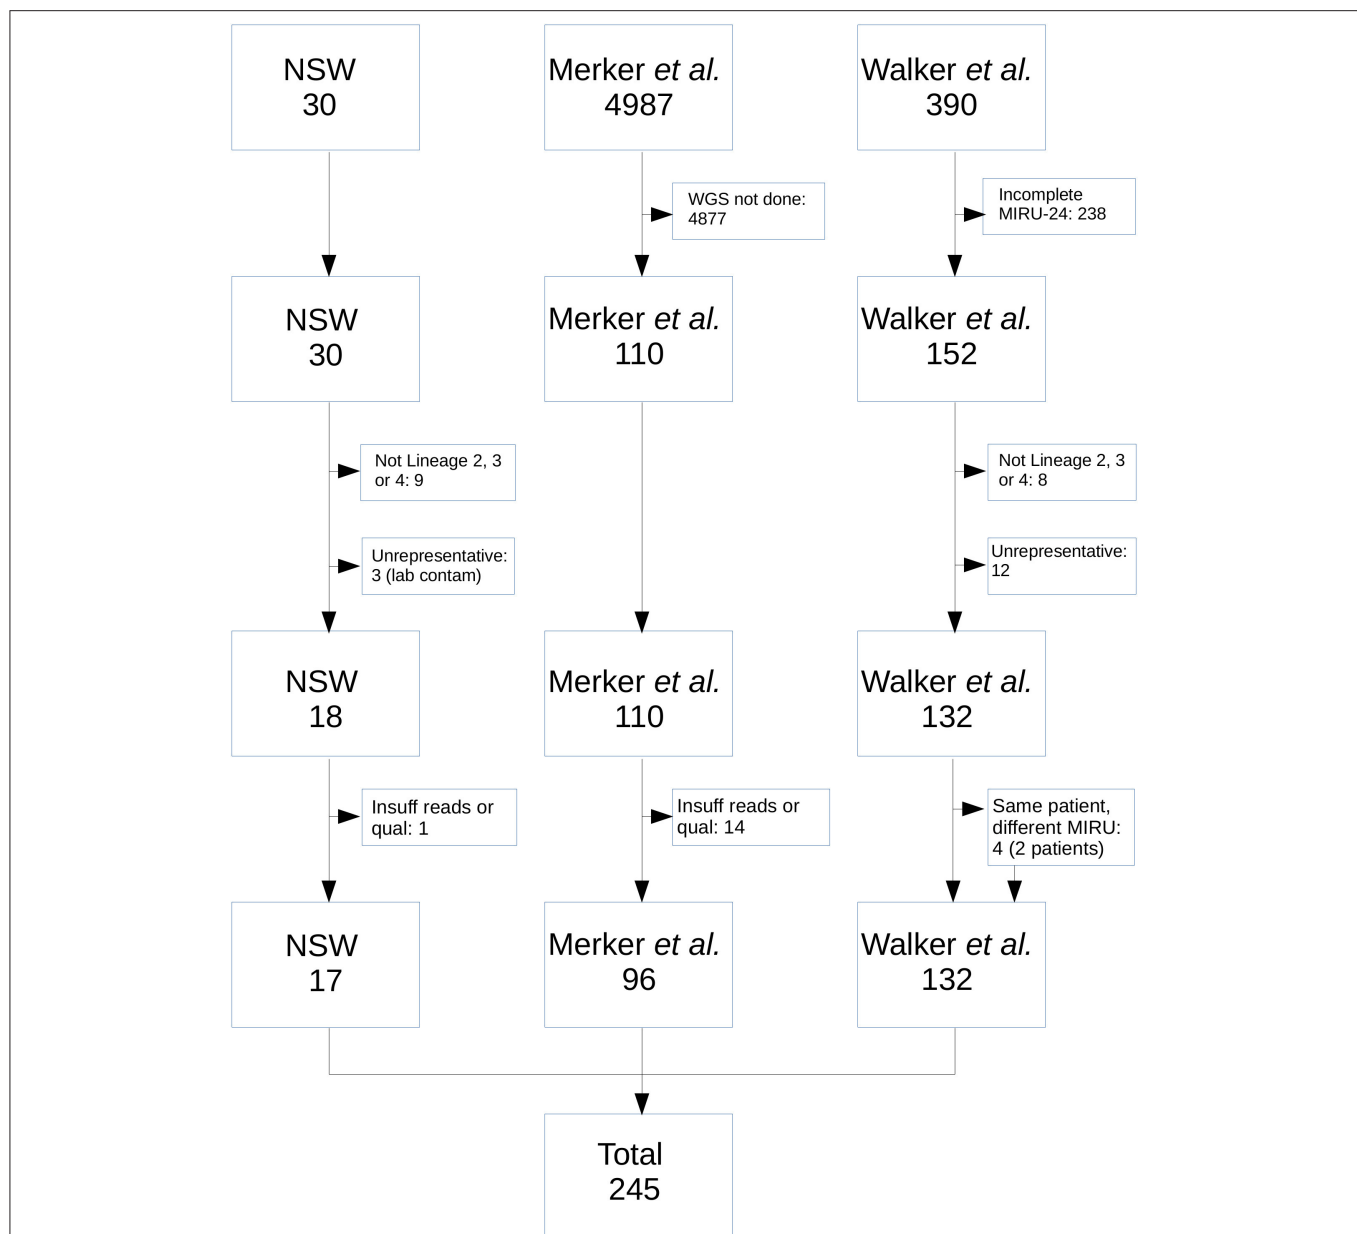 NSW
30
Merker et al.
4987
Walker et al.
390
WGS not done:
4877
Incomplete
MIRU-24: 238
NSW
30
Merker et al.
110
Walker et al.
152
Not Lineage 2, 3
or 4: 9
Not Lineage 2, 3
or 4: 8
Unrepresentative:
3 (lab contam)
Unrepresentative:
12
NSW
18
Merker et al.
110
Walker et al.
132
Insuff reads or
qual: 1
Insuff reads or
qual: 14
Same patient,
different MIRU:
4 (2 patients)
NSW
17
Merker et al.
96
Walker et al.
132
Total
245